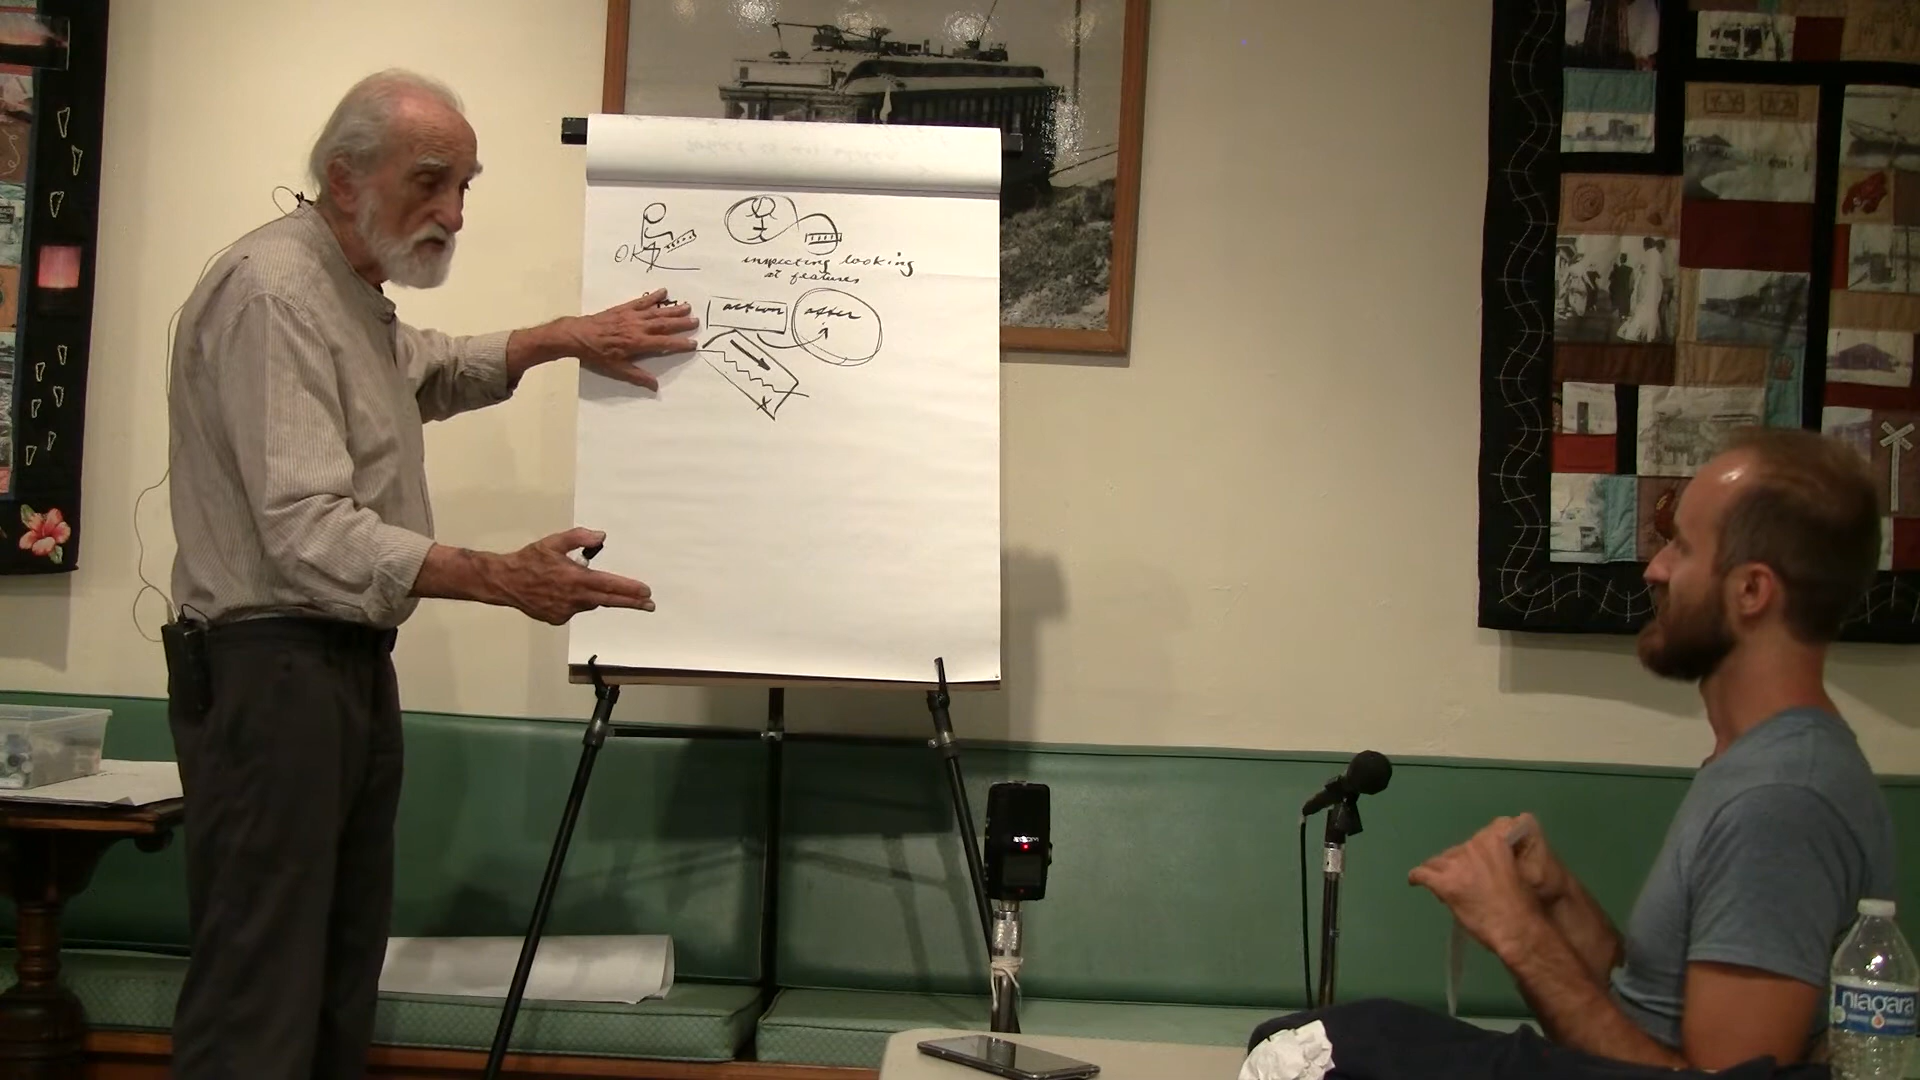 OK
inspecting looking
at features
action after
niagara